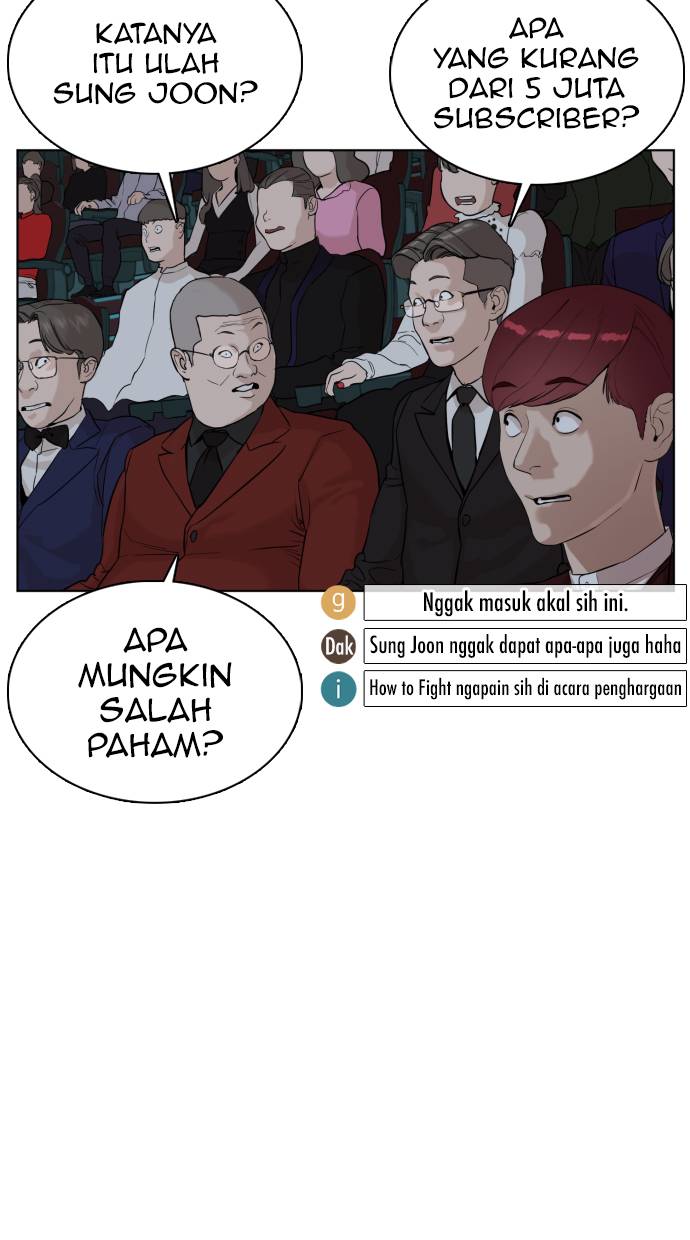 KATANYA
ITU ULAH
SUNG JOON?
APA
YANG KURANG
DARI 5 JUTA
SUBSCRIBER?
APA
MUNGKIN
SALAH
PAHAM?
g
Nggak masuk akal sih ini.
Dak
Sung Joon nggak dapat apa-apa juga haha
i
How to Fight ngapain sih di acara penghargaan